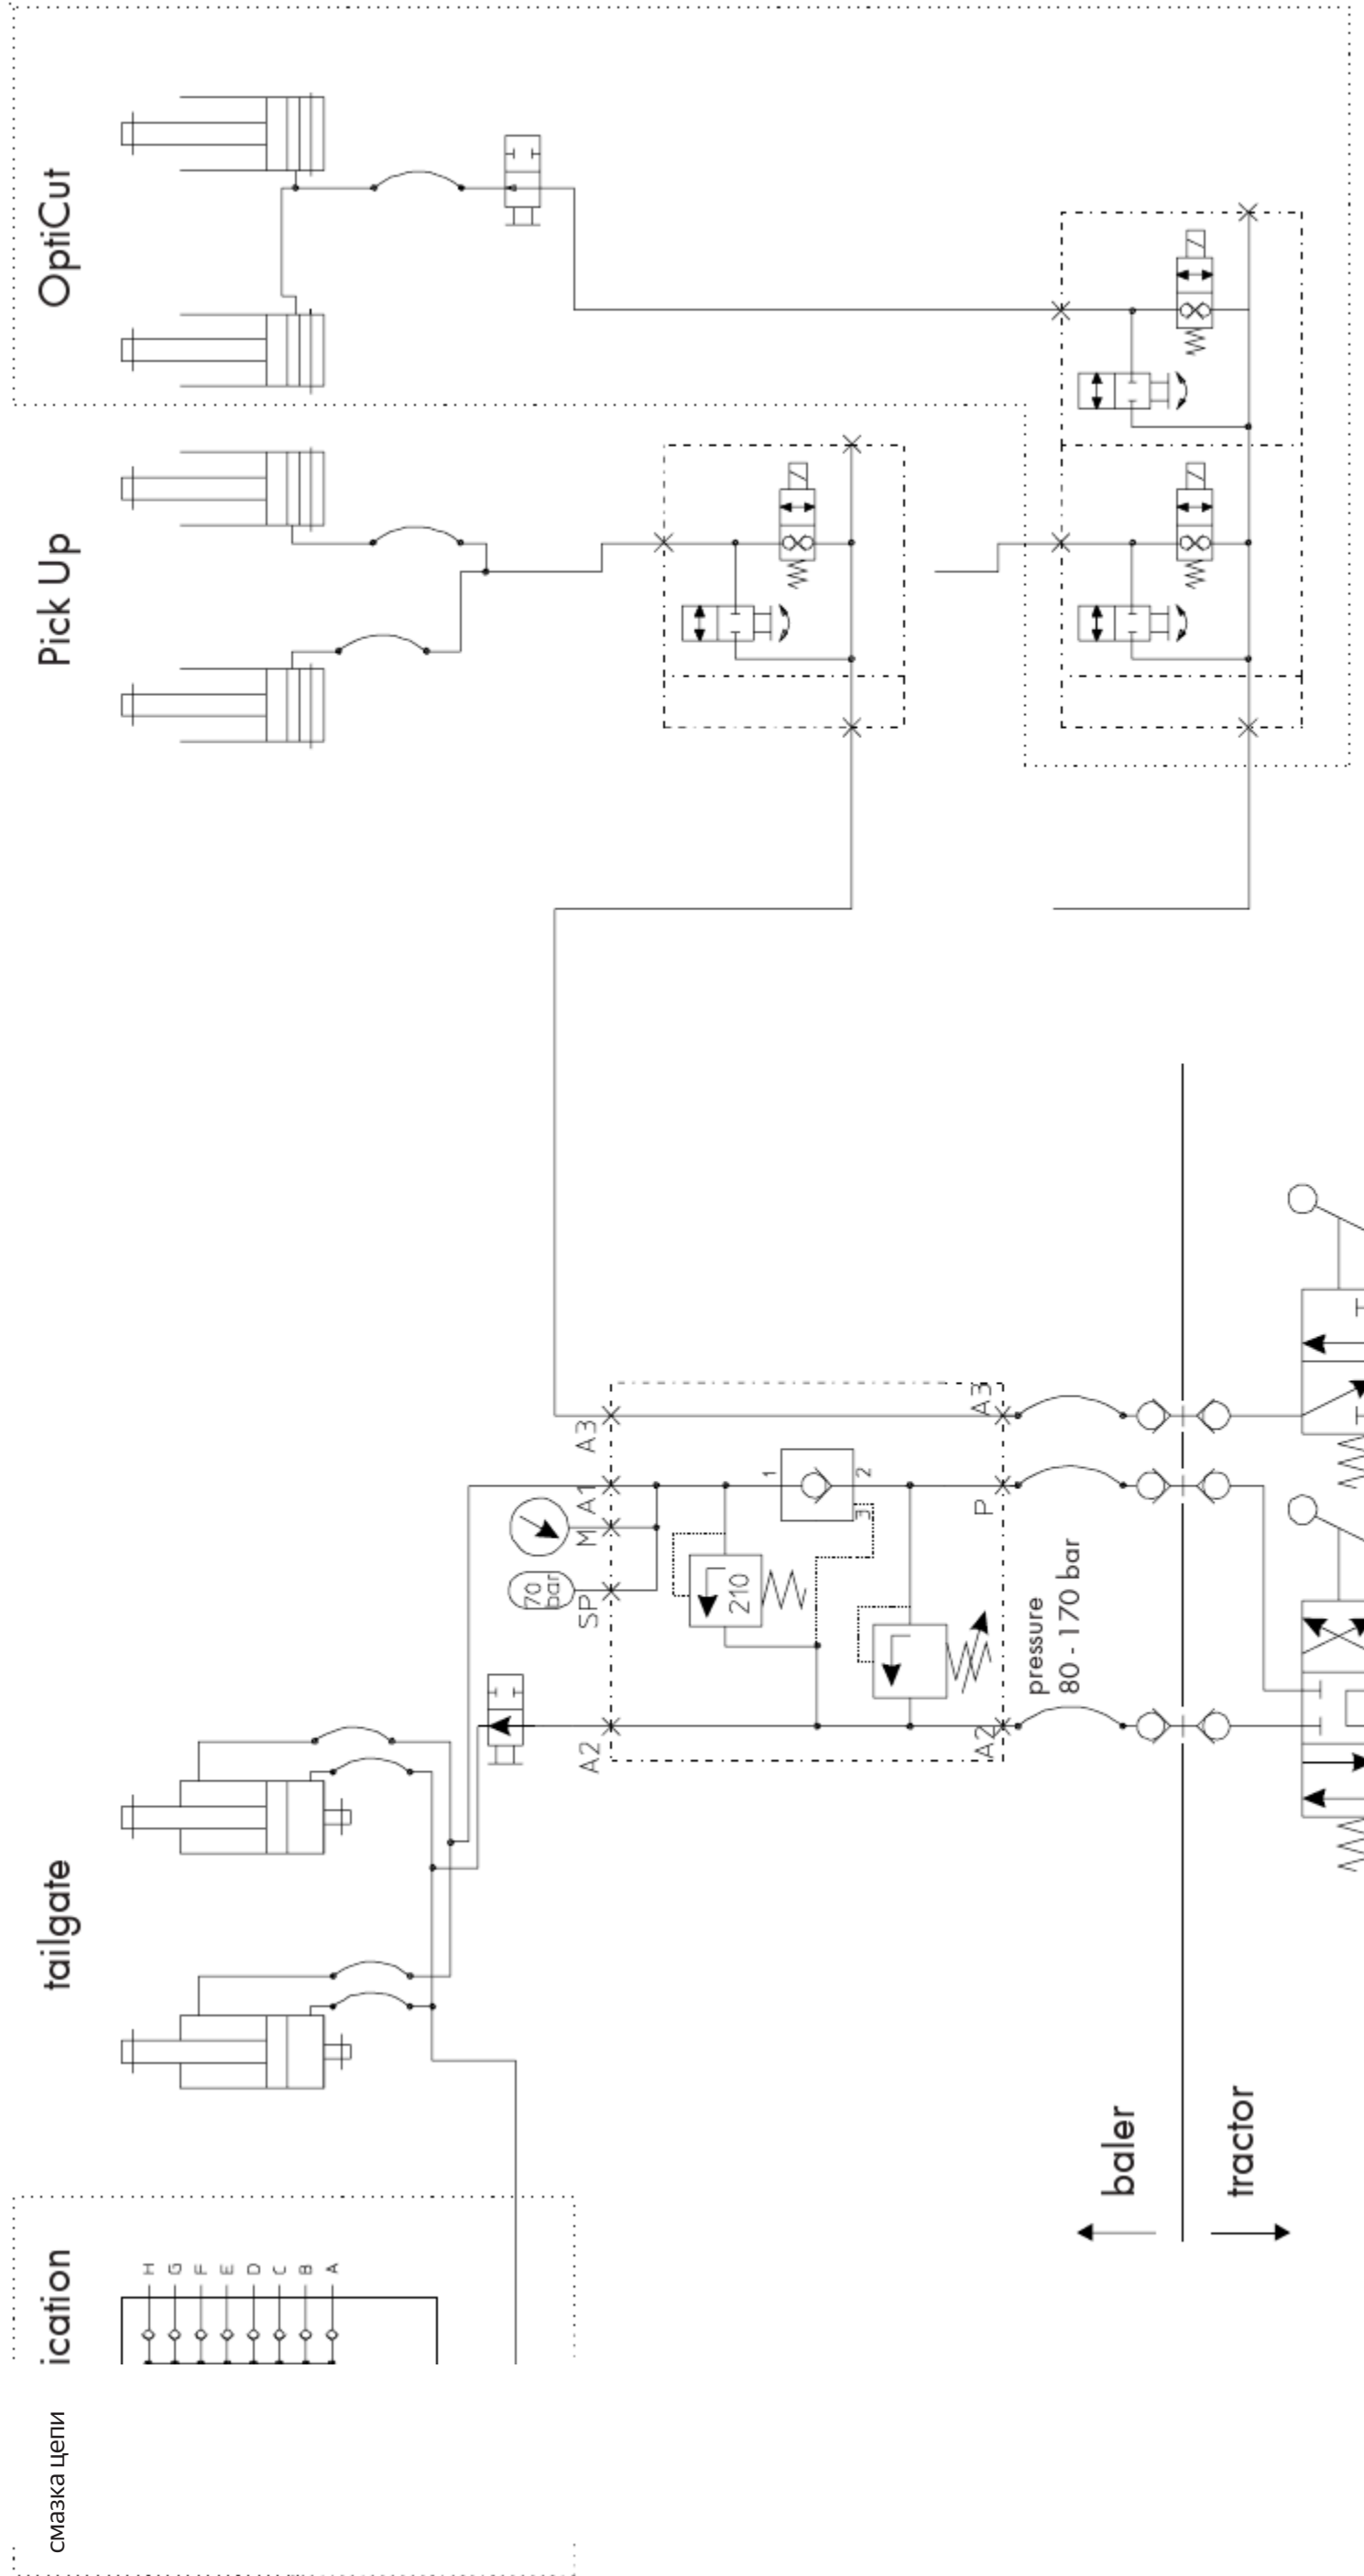 OptiCut
Pick Up
tailgate
ication
смазка цепи
H
G
F
E
D
C
B
A
A3
A1
M
SP
A2
70
bar
210
1
2
3
A3
P
A2
pressure
80 - 170 bar
baler
tractor